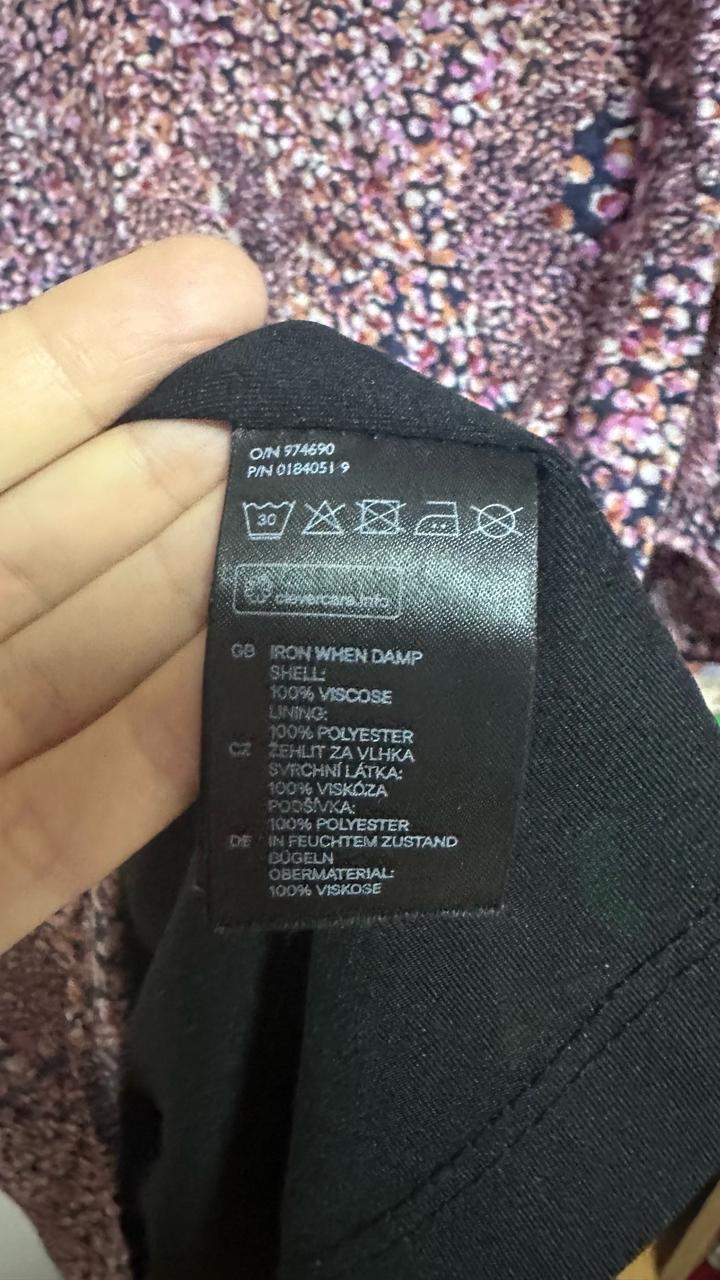 O/N 974690
P/N 0184051 9
30
clevercare.info
GB IRON WHEN DAMP
SHELL:
100% VISCOSE
LINING:
100% POLYESTER
CZ ŽEHLIT ZA VLHKA
SVRCHNÍ LÁTKA:
100% VISKÓZA
PODŠÍVKA:
100% POLYESTER
DE IN FEUCHTEM ZUSTAND
BÜGELN
OBERMATERIAL:
100% VISKOSE